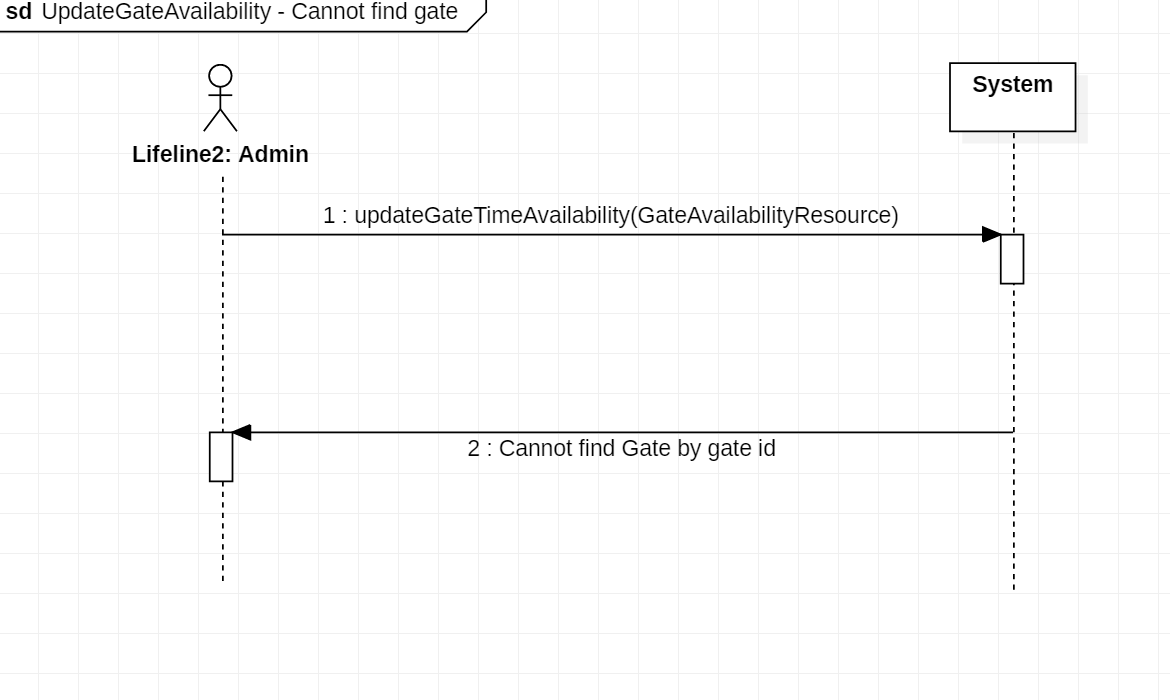 sd UpdateGateAvailability - Cannot find gate
System
Lifeline2: Admin
1 : updateGateTimeAvailability(GateAvailabilityResource)
2 : Cannot find Gate by gate id